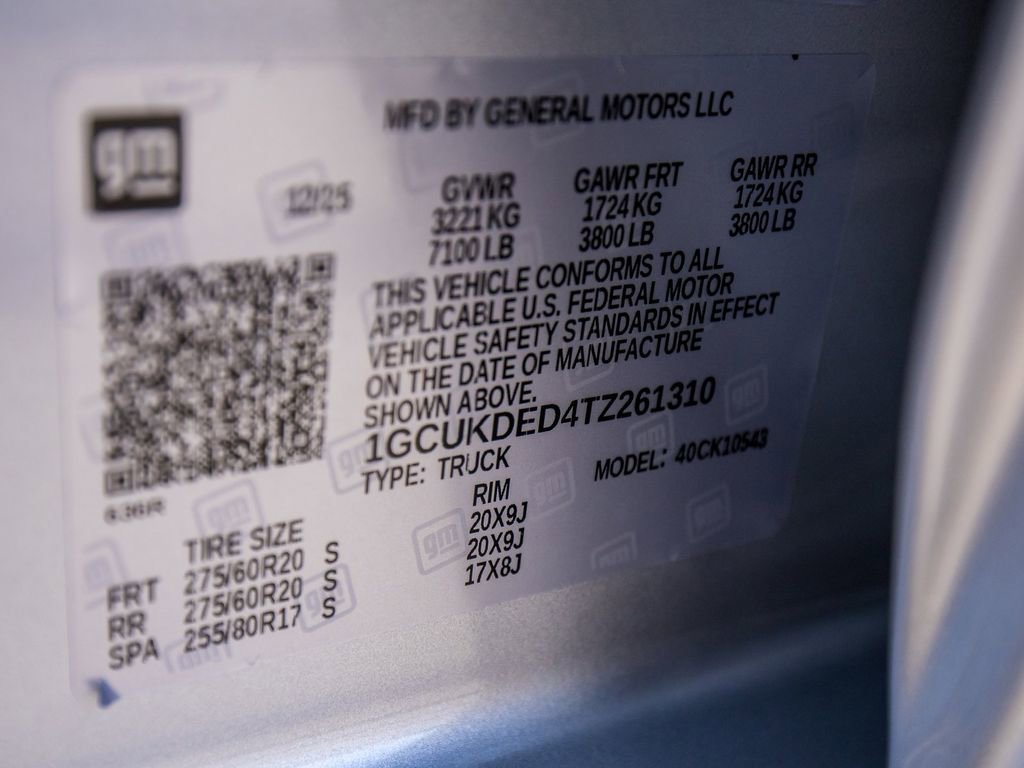 gm
MFD BY GENERAL MOTORS LLC
12/25
GVWR GAWR FRT GAWR RR
3221 KG 1724 KG 1724 KG
7100 LB 3800 LB 3800 LB
THIS VEHICLE CONFORMS TO ALL
APPLICABLE U.S. FEDERAL MOTOR
VEHICLE SAFETY STANDARDS IN EFFECT
ON THE DATE OF MANUFACTURE
SHOWN ABOVE.
1GCUKDED4TZ261310
TYPE: TRUCK MODEL: 40CK10543
TIRE SIZE RIM
FRT 275/60R20 S 20X9J
RR 275/60R20 S 20X9J
SPA 255/80R17 S 17X8J